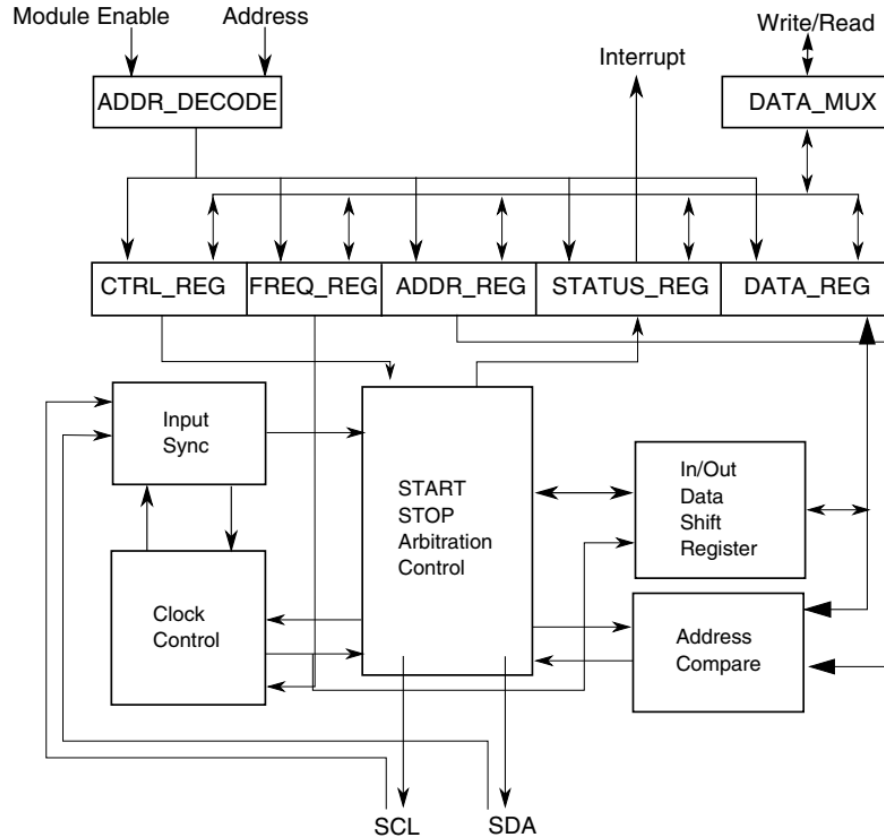 Module Enable
Address
Write/Read
Interrupt
ADDR_DECODE
DATA_MUX
CTRL_REG
FREQ_REG
ADDR_REG
STATUS_REG
DATA_REG
Input
Sync
START
STOP
Arbitration
Control
In/Out
Data
Shift
Register
Clock
Control
Address
Compare
SCL
SDA